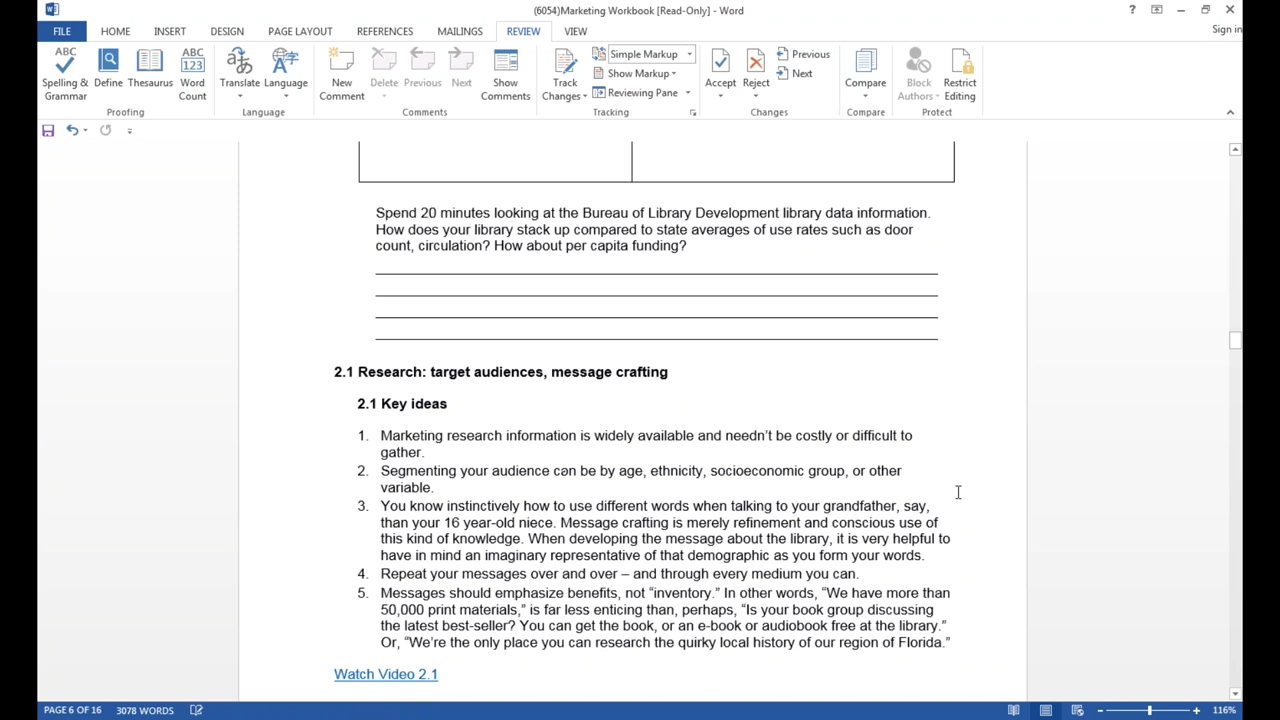 (6054)Marketing Workbook [Read-Only] - Word
?
Sign in
FILE HOME INSERT DESIGN PAGE LAYOUT REFERENCES MAILINGS REVIEW VIEW
ABC
Spelling &
Grammar
Define
Thesaurus
ABC
123
Word
Count
Proofing
Translate
Language
Language
New
Comment
Delete
Previous
Next
Show
Comments
Comments
Track
Changes
Simple Markup
Show Markup
Reviewing Pane
Tracking
Accept
Reject
Previous
Next
Changes
Compare
Compare
Block
Authors
Restrict
Editing
Protect
Spend 20 minutes looking at the Bureau of Library Development library data information.
How does your library stack up compared to state averages of use rates such as door
count, circulation? How about per capita funding?
2.1 Research: target audiences, message crafting
2.1 Key ideas
1. Marketing research information is widely available and needn’t be costly or difficult to
gather.
2. Segmenting your audience can be by age, ethnicity, socioeconomic group, or other
variable.
3. You know instinctively how to use different words when talking to your grandfather, say,
than your 16 year-old niece. Message crafting is merely refinement and conscious use of
this kind of knowledge. When developing the message about the library, it is very helpful to
have in mind an imaginary representative of that demographic as you form your words.
4. Repeat your messages over and over – and through every medium you can.
5. Messages should emphasize benefits, not “inventory.” In other words, “We have more than
50,000 print materials,” is far less enticing than, perhaps, “Is your book group discussing
the latest best-seller? You can get the book, or an e-book or audiobook free at the library.”
Or, “We’re the only place you can research the quirky local history of our region of Florida.”
Watch Video 2.1
PAGE 6 OF 16 3078 WORDS
116%